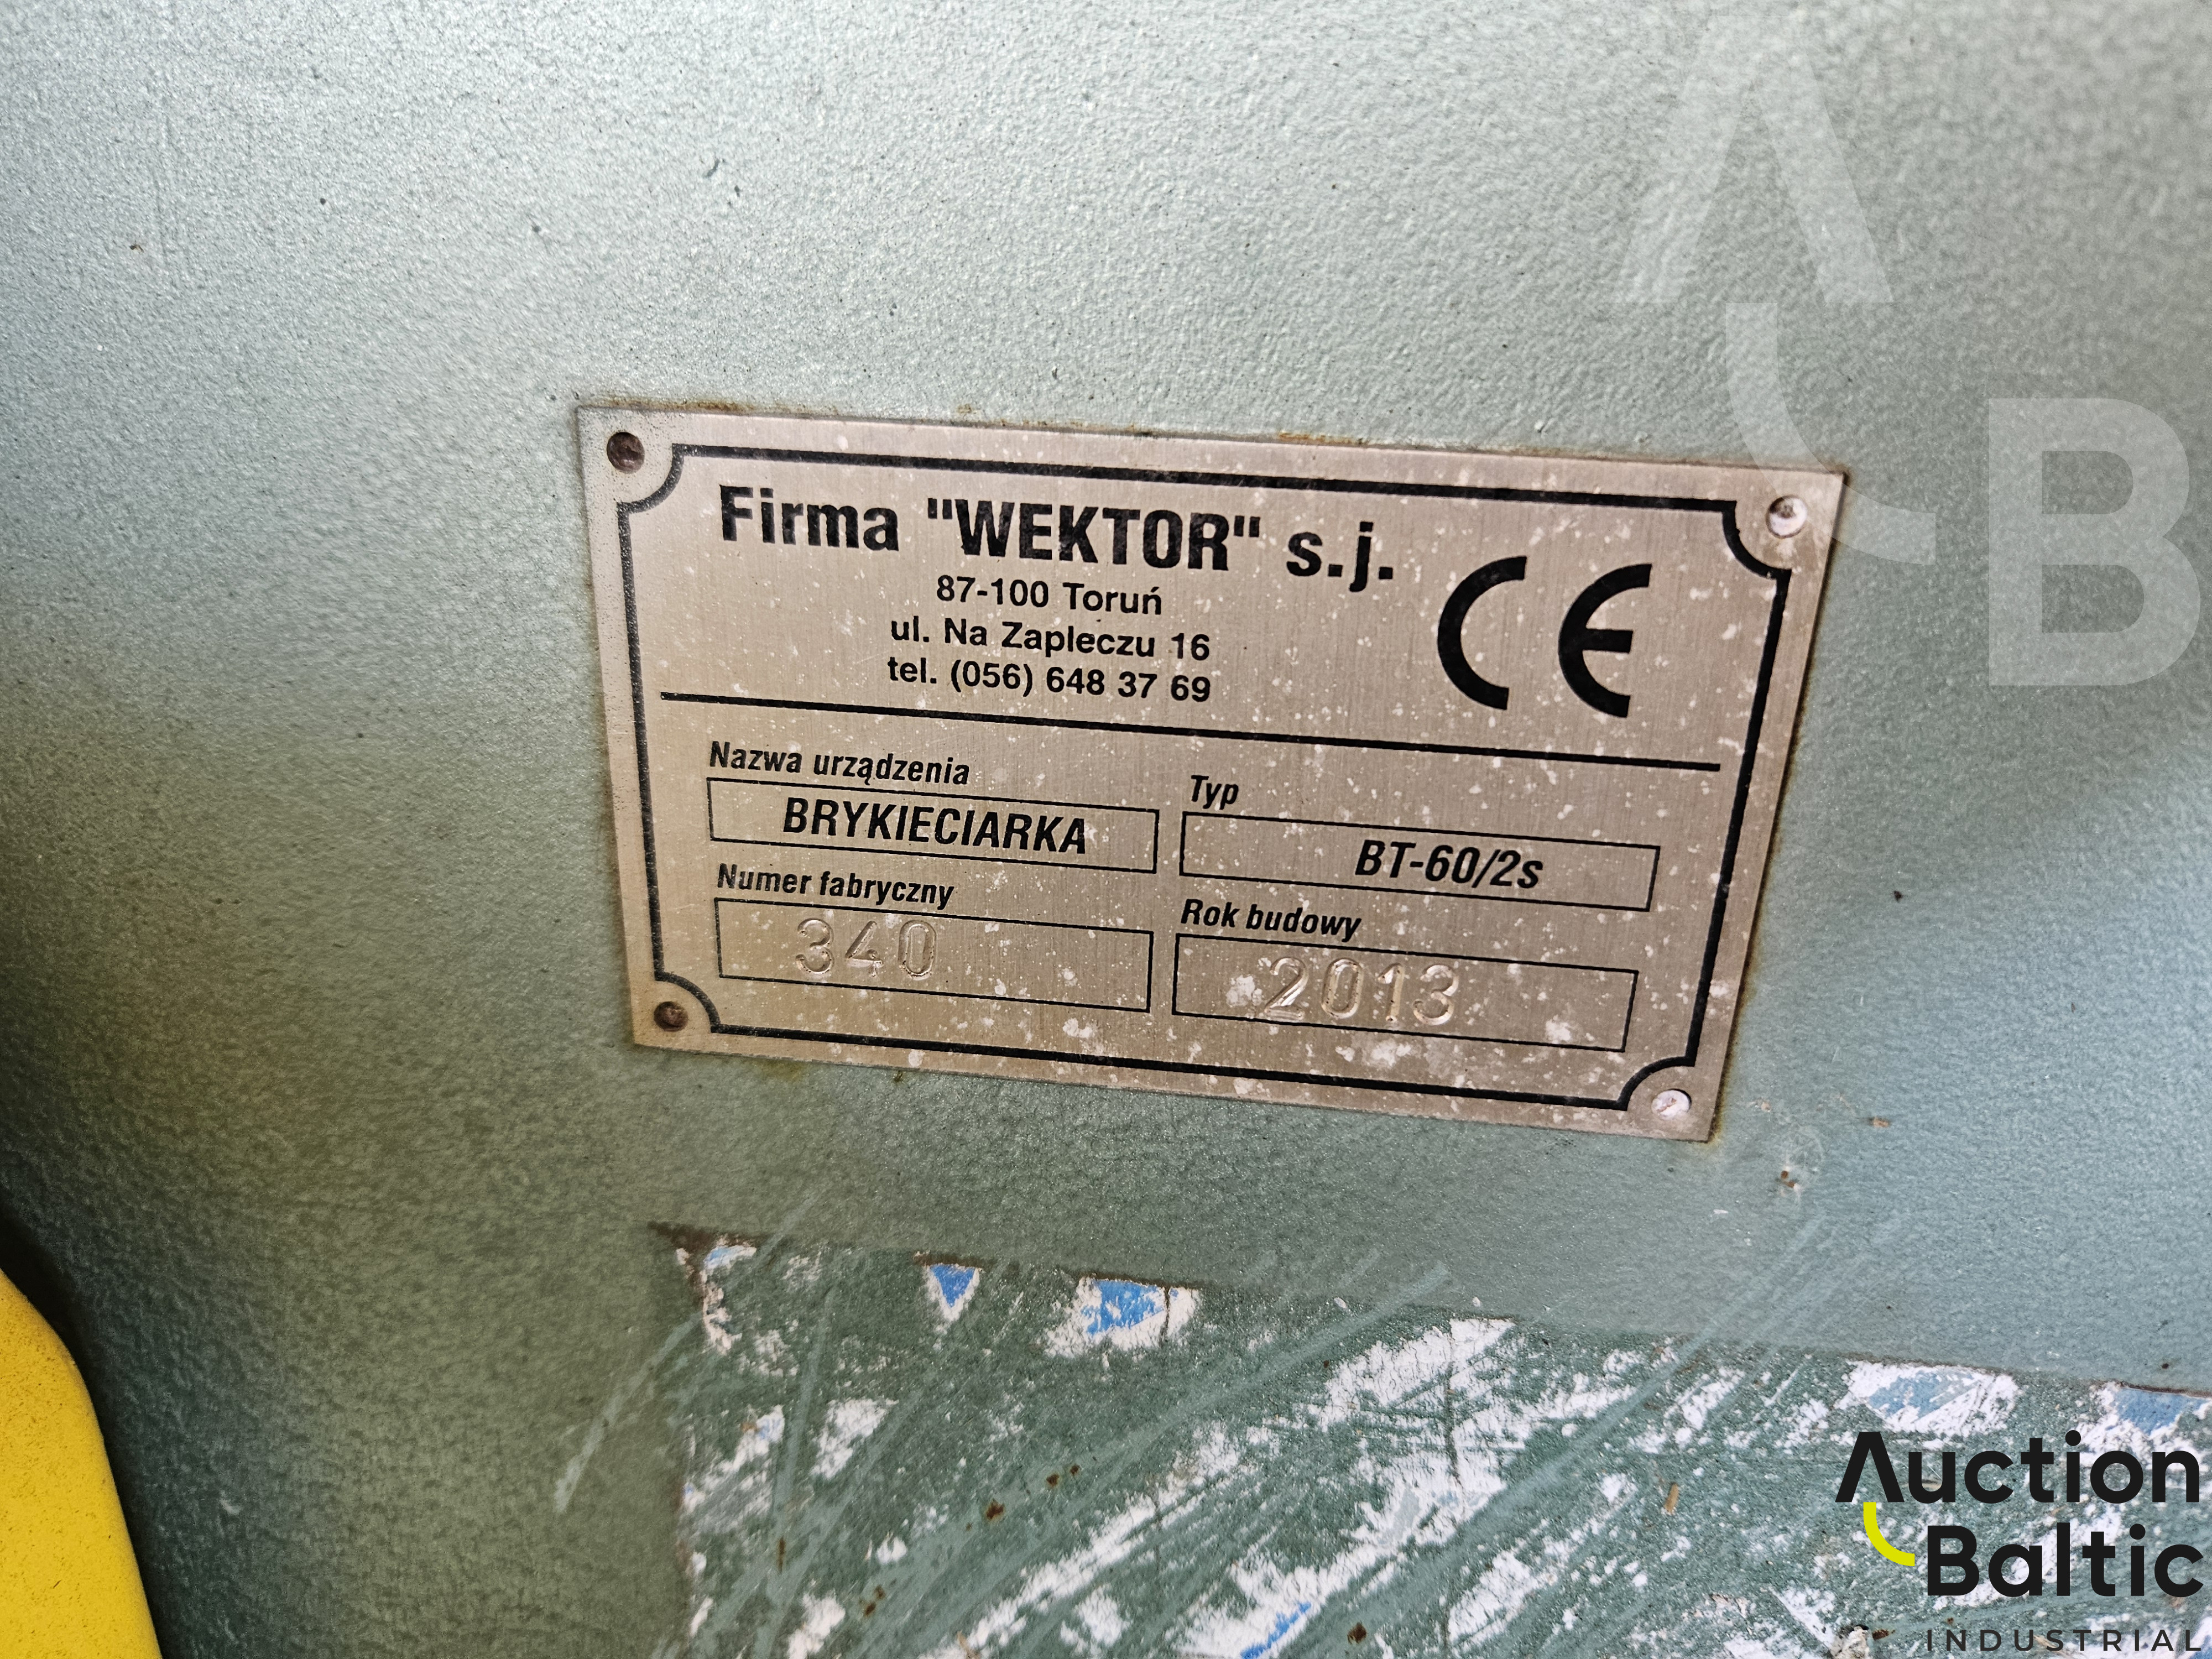 Firma "WEKTOR" s.j.
87-100 Toruń
ul. Na Zapleczu 16
tel. (056) 648 37 69
CE
Nazwa urządzenia
BRYKIECIARKA
Typ
BT-60/2s
Numer fabryczny
340
Rok budowy
2013
AB
Auction
Baltic
INDUSTRIAL